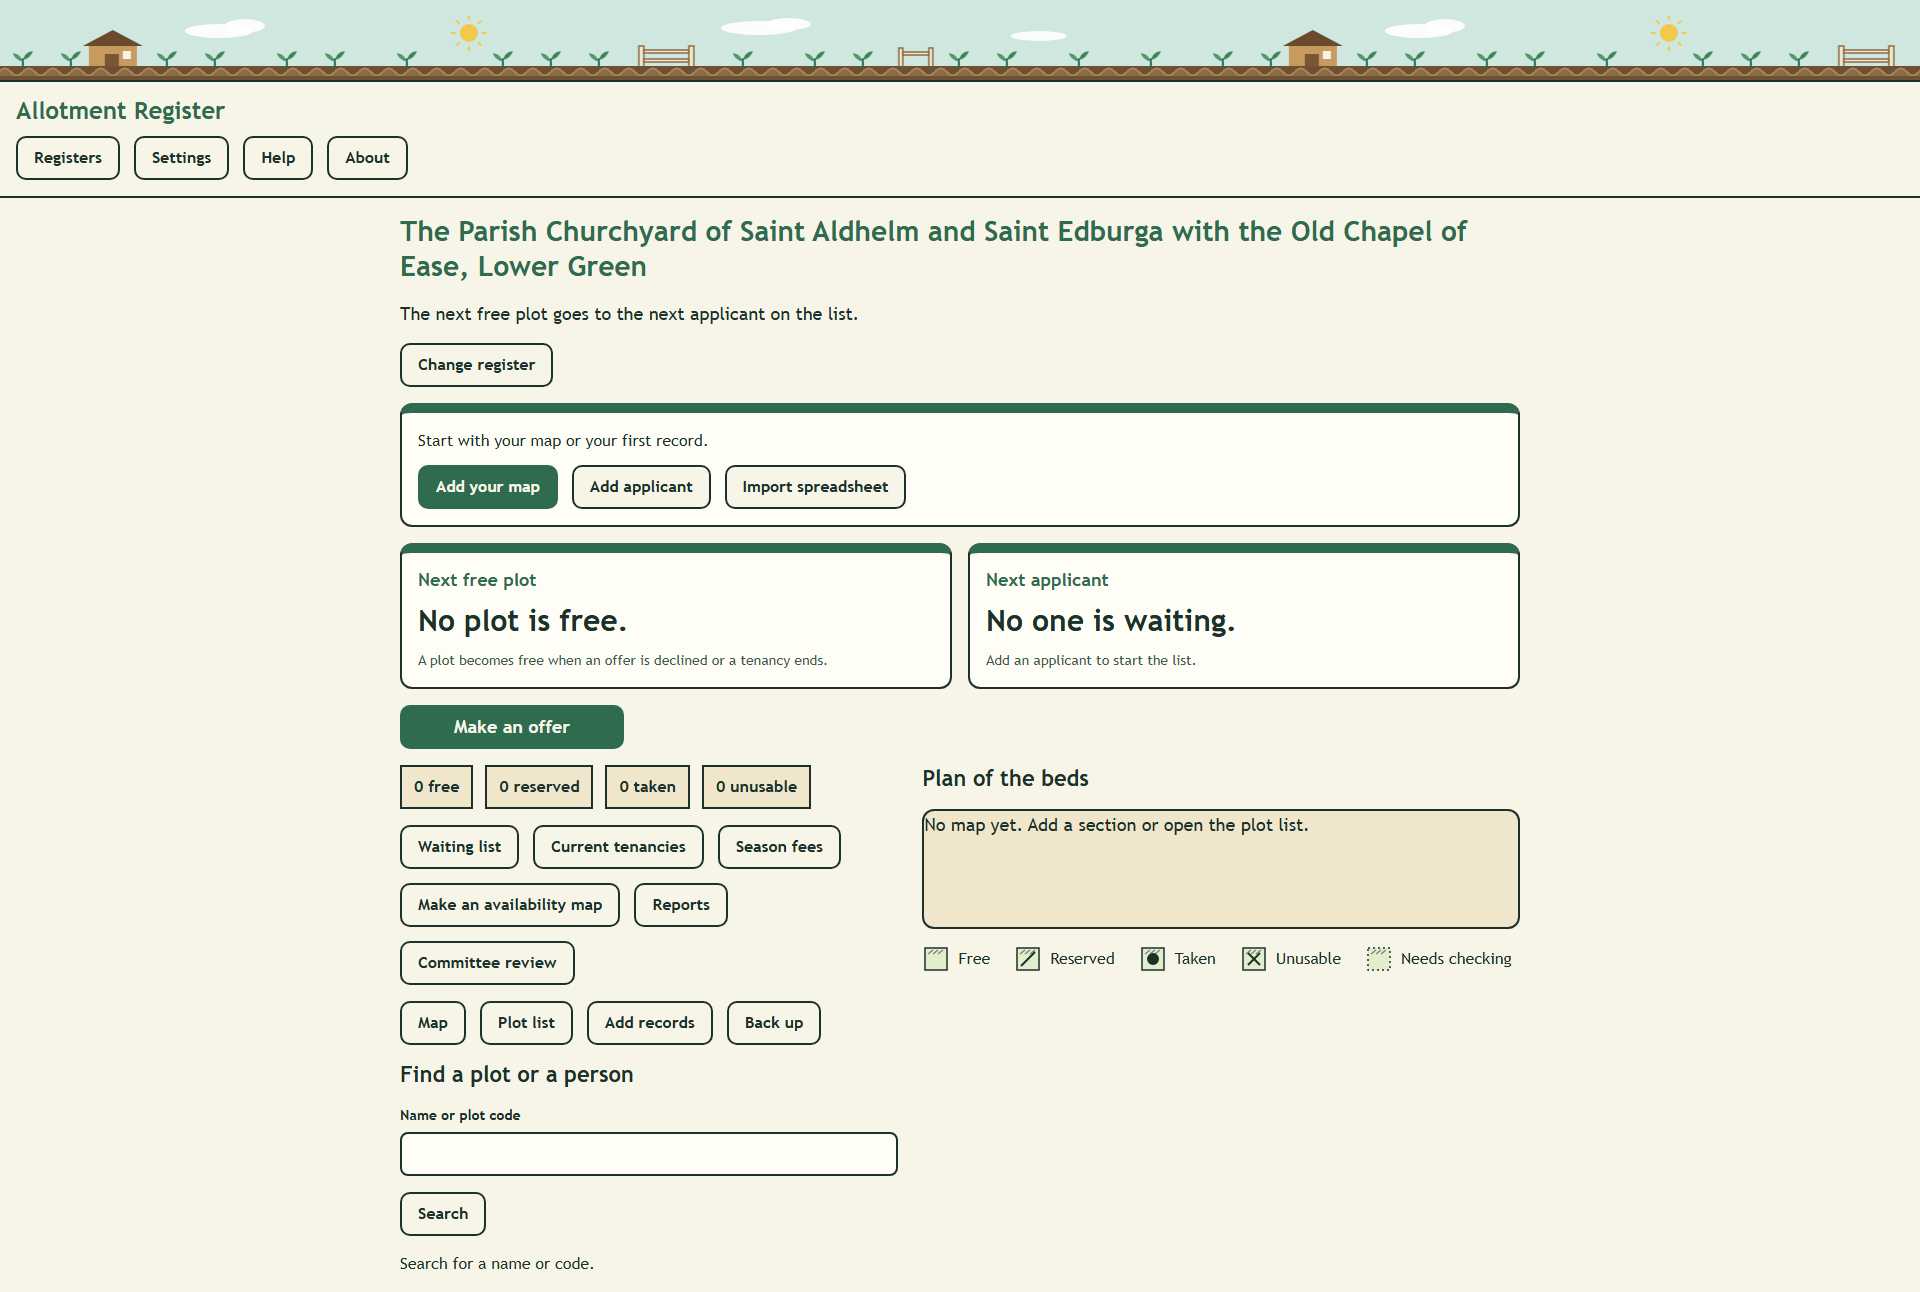 Allotment Register
Registers
Settings
Help
About
The Parish Churchyard of Saint Aldhelm and Saint Edburga with the Old Chapel of
Ease, Lower Green
The next free plot goes to the next applicant on the list.
Change register
Start with your map or your first record.
Add your map
Add applicant
Import spreadsheet
Next free plot
No plot is free.
A plot becomes free when an offer is declined or a tenancy ends.
Next applicant
No one is waiting.
Add an applicant to start the list.
Make an offer
0 free
0 reserved
0 taken
0 unusable
Waiting list
Current tenancies
Season fees
Make an availability map
Reports
Committee review
Map
Plot list
Add records
Back up
Find a plot or a person
Name or plot code
Search
Search for a name or code.
Plan of the beds
No map yet. Add a section or open the plot list.
Free
Reserved
Taken
Unusable
Needs checking